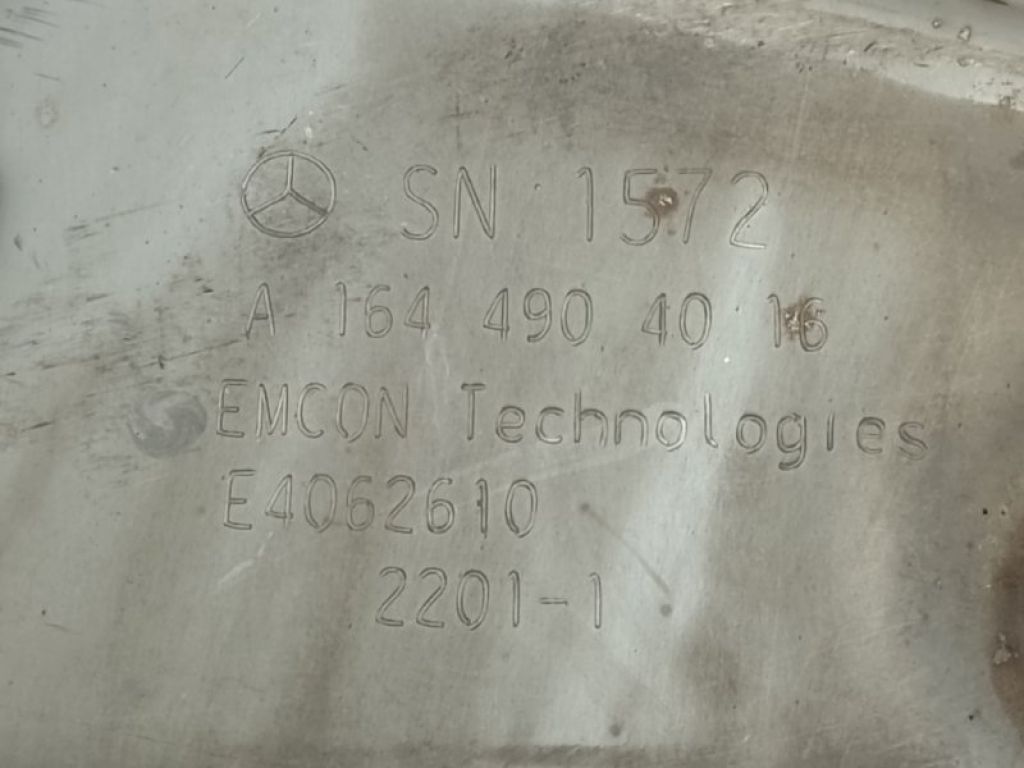 SN 1572
A 164 490 40 16
EMCON Technologies
E4062610
2201-1